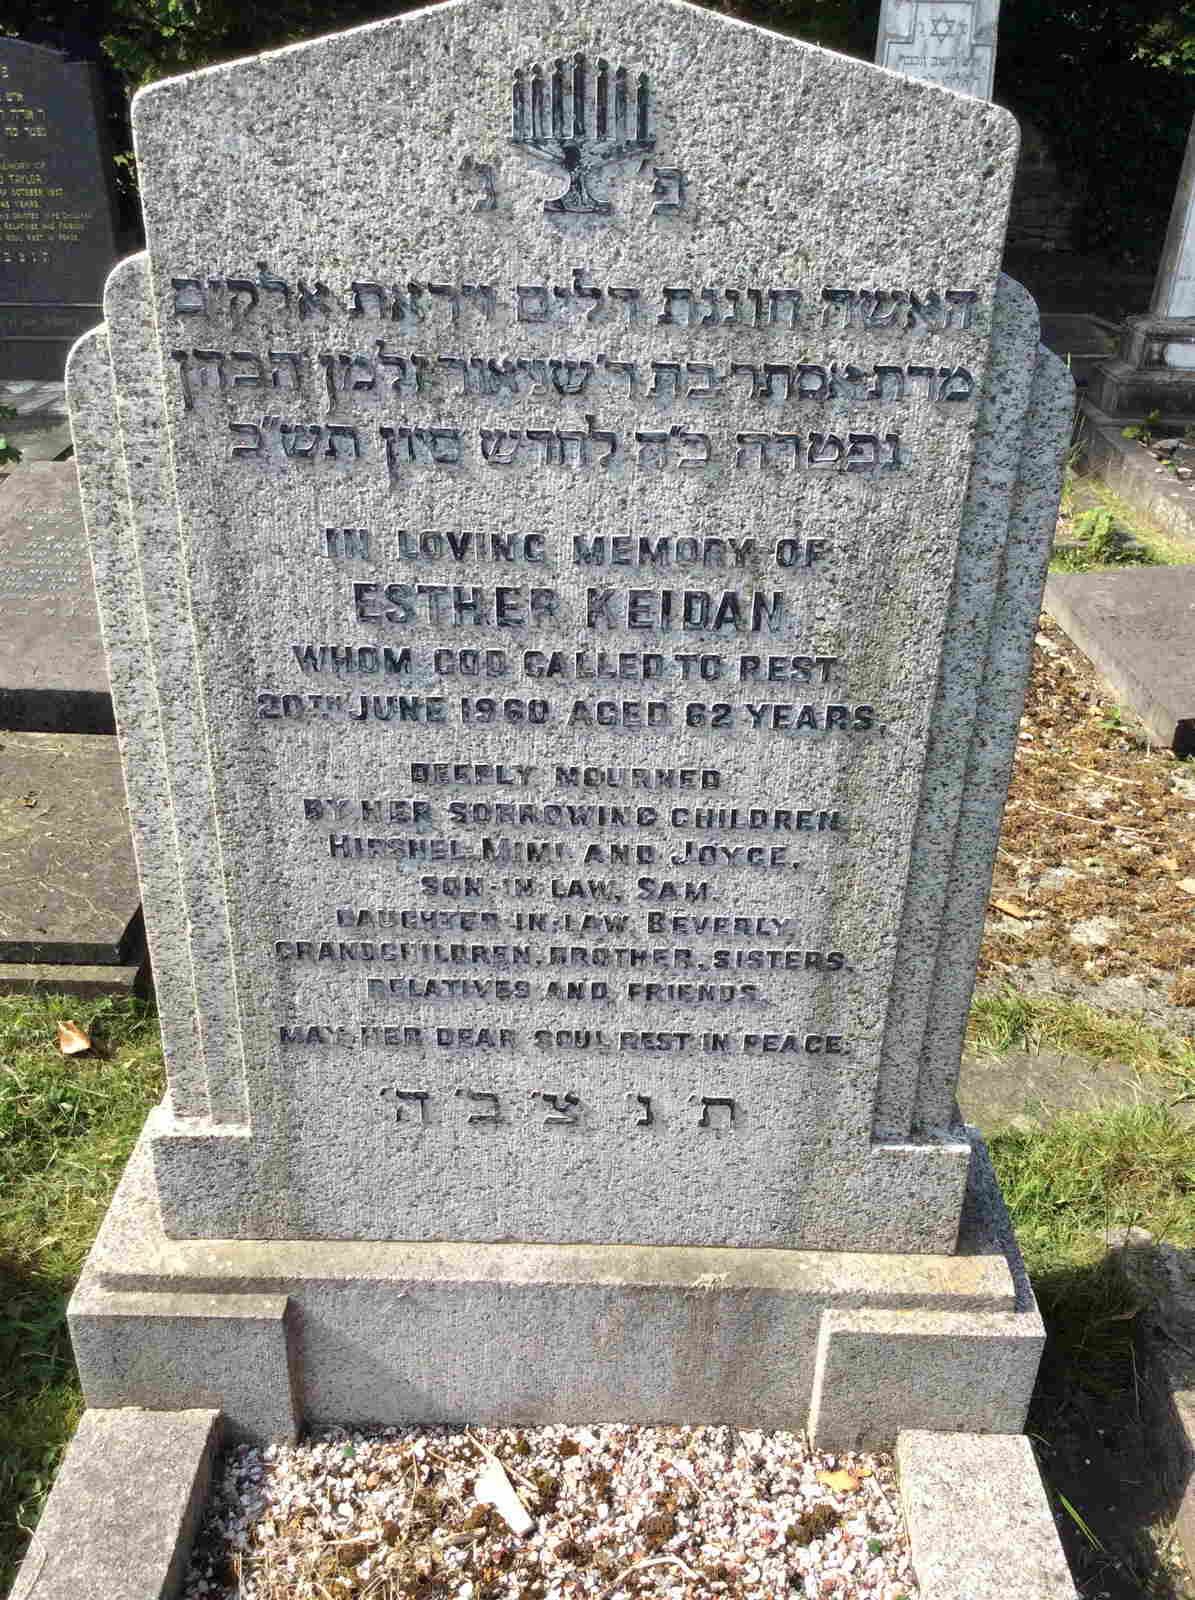 פ' נ'
האשה חוננת דלים ויראת אלקים
מרת אסתר בת ר' שניאור זלמן הכהן
נפטרה כ"ה לחדש סיון תש"כ
IN LOVING MEMORY OF
ESTHER KEIDAN
WHOM GOD CALLED TO REST
20TH JUNE 1960 AGED 62 YEARS,
DEEPLY MOURNED
BY HER SORROWING CHILDREN
HIRSHEL, MIMI AND JOYCE,
SON-IN LAW, SAM.
DAUGHTER-IN-LAW, BEVERLY,
GRANDCHILDREN, BROTHER, SISTERS,
RELATIVES AND FRIENDS.
MAY HER DEAR SOUL REST IN PEACE.
ת' נ' צ' ב' ה'
TAYLOR